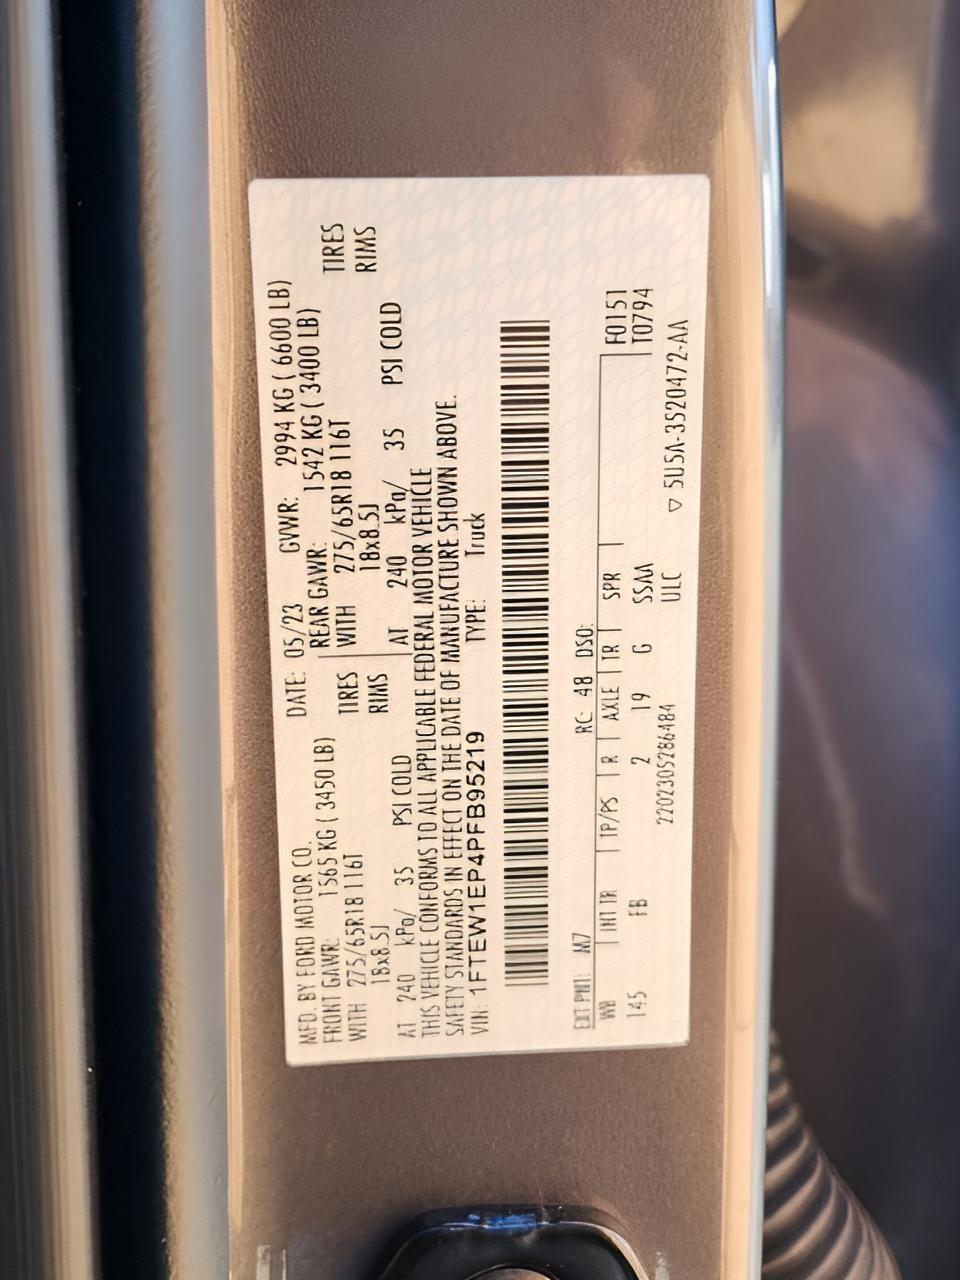 MFD. BY FORD MOTOR CO. DATE: 05/23 GVWR: 2994 KG ( 6600 LB)
FRONT GAWR: 1565 KG ( 3450 LB) REAR GAWR: 1542 KG ( 3400 LB)
WITH 275/65R18 116T TIRES WITH 275/65R18 116T TIRES
18x8.5J RIMS 18x8.5J RIMS
AT 240 kPa/ 35 PSI COLD AT 240 kPa/ 35 PSI COLD
THIS VEHICLE CONFORMS TO ALL APPLICABLE FEDERAL MOTOR VEHICLE
SAFETY STANDARDS IN EFFECT ON THE DATE OF MANUFACTURE SHOWN ABOVE.
VIN: 1FTEW1EP4PFB95219 TYPE: Truck
EXT PNT: M7 RC: 48 DSO:
WB INT TR TP/PS R AXLE TR SPR F0151
145 FB 2 19 G SSAA T0794
2202305286484 ULC ▽ 5U5A-3520472-AA